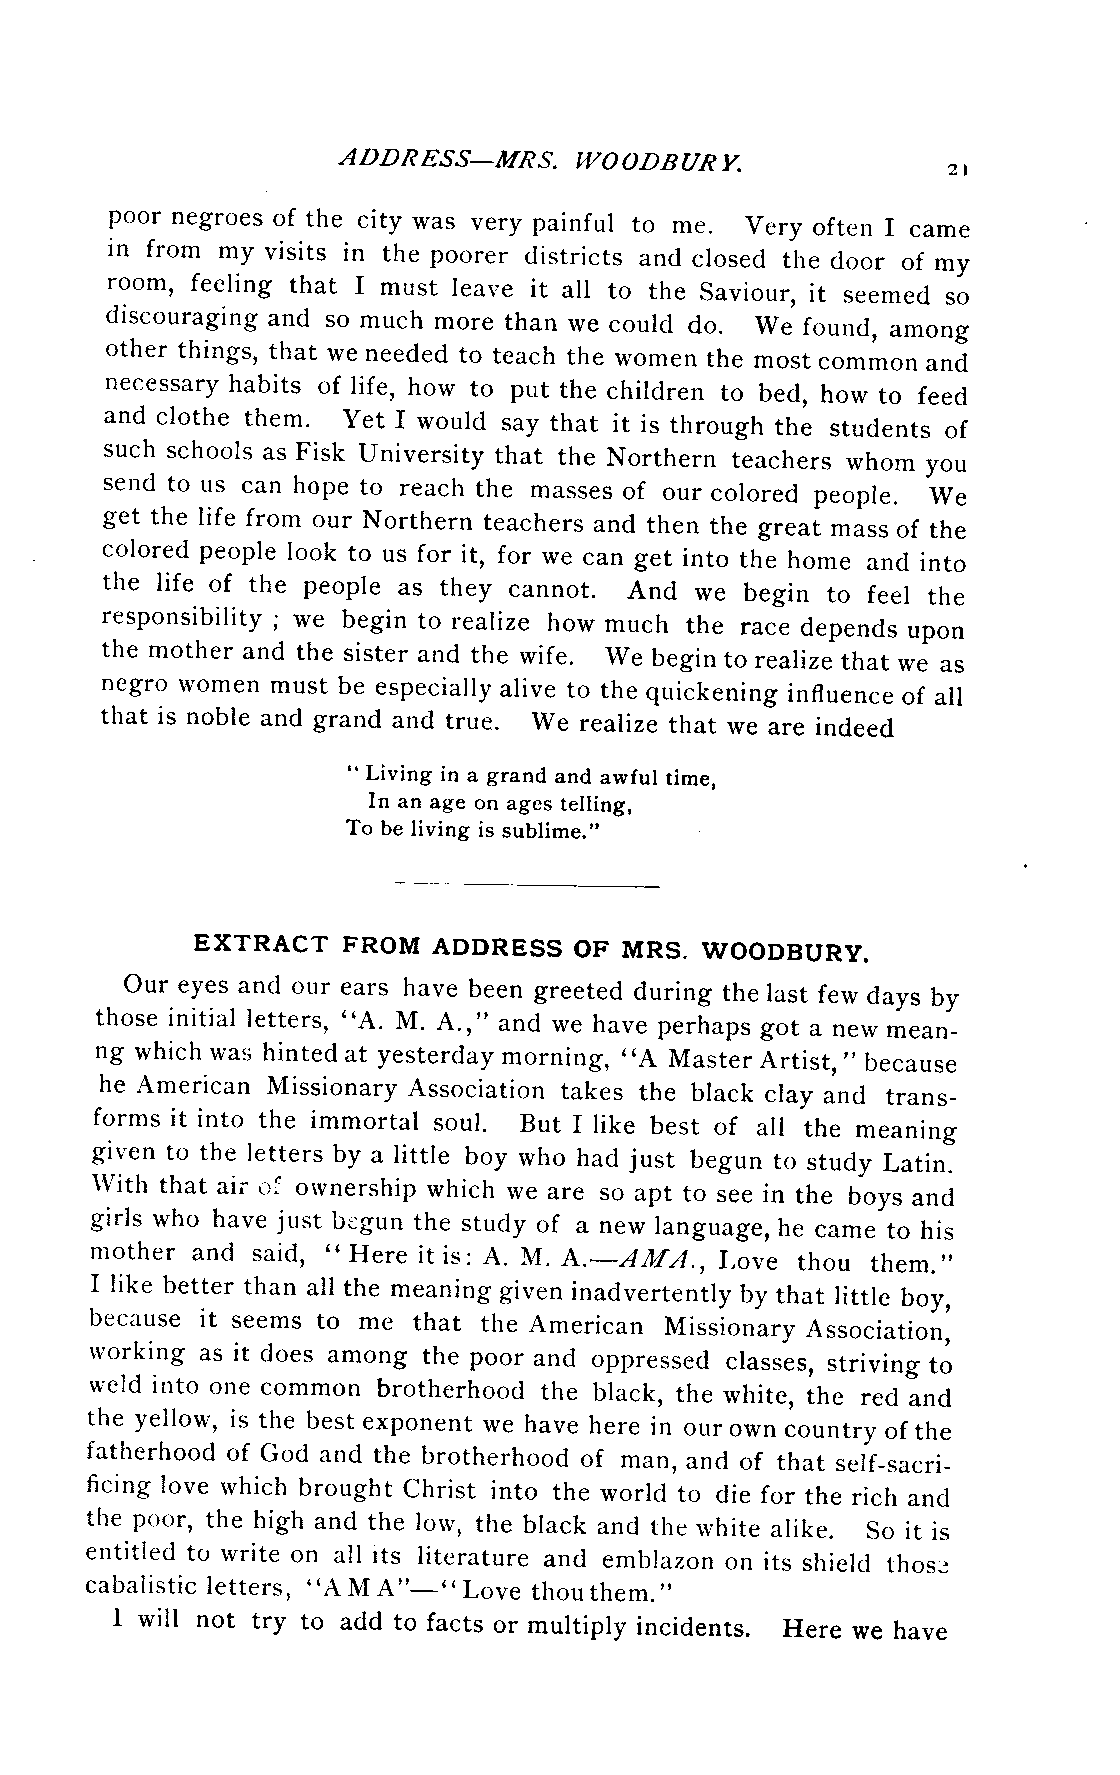 ADDRESS—MRS. WOODBURY. 21
poor negroes of the city was very painful to me. Very often I came
in from my visits in the poorer districts and closed the door of my
room, feeling that I must leave it all to the Saviour, it seemed so
discouraging and so much more than we could do. We found, among
other things, that we needed to teach the women the most common and
necessary habits of life, how to put the children to bed, how to feed
and clothe them. Yet I would say that it is through the students of
such schools as Fisk University that the Northern teachers whom you
send to us can hope to reach the masses of our colored people. We
get the life from our Northern teachers and then the great mass of the
colored people look to us for it, for we can get into the home and into
the life of the people as they cannot. And we begin to feel the
responsibility ; we begin to realize how much the race depends upon
the mother and the sister and the wife. We begin to realize that we as
negro women must be especially alive to the quickening influence of all
that is noble and grand and true. We realize that we are indeed
"Living in a grand and awful time,
In an age on ages telling,
To be living is sublime."
EXTRACT FROM ADDRESS OF MRS. WOODBURY.
Our eyes and our ears have been greeted during the last few days by
those initial letters, "A. M. A.," and we have perhaps got a new mean-
ng which was hinted at yesterday morning, "A Master Artist," because
he American Missionary Association takes the black clay and trans-
forms it into the immortal soul. But I like best of all the meaning
given to the letters by a little boy who had just begun to study Latin.
With that air of ownership which we are so apt to see in the boys and
girls who have just begun the study of a new language, he came to his
mother and said, "Here it is: A. M. A.—AMA., Love thou them."
I like better than all the meaning given inadvertently by that little boy,
because it seems to me that the American Missionary Association,
working as it does among the poor and oppressed classes, striving to
weld into one common brotherhood the black, the white, the red and
the yellow, is the best exponent we have here in our own country of the
fatherhood of God and the brotherhood of man, and of that self-sacri-
ficing love which brought Christ into the world to die for the rich and
the poor, the high and the low, the black and the white alike. So it is
entitled to write on all its literature and emblazon on its shield those
cabalistic letters, "A M A"—"Love thou them."
I will not try to add to facts or multiply incidents. Here we have